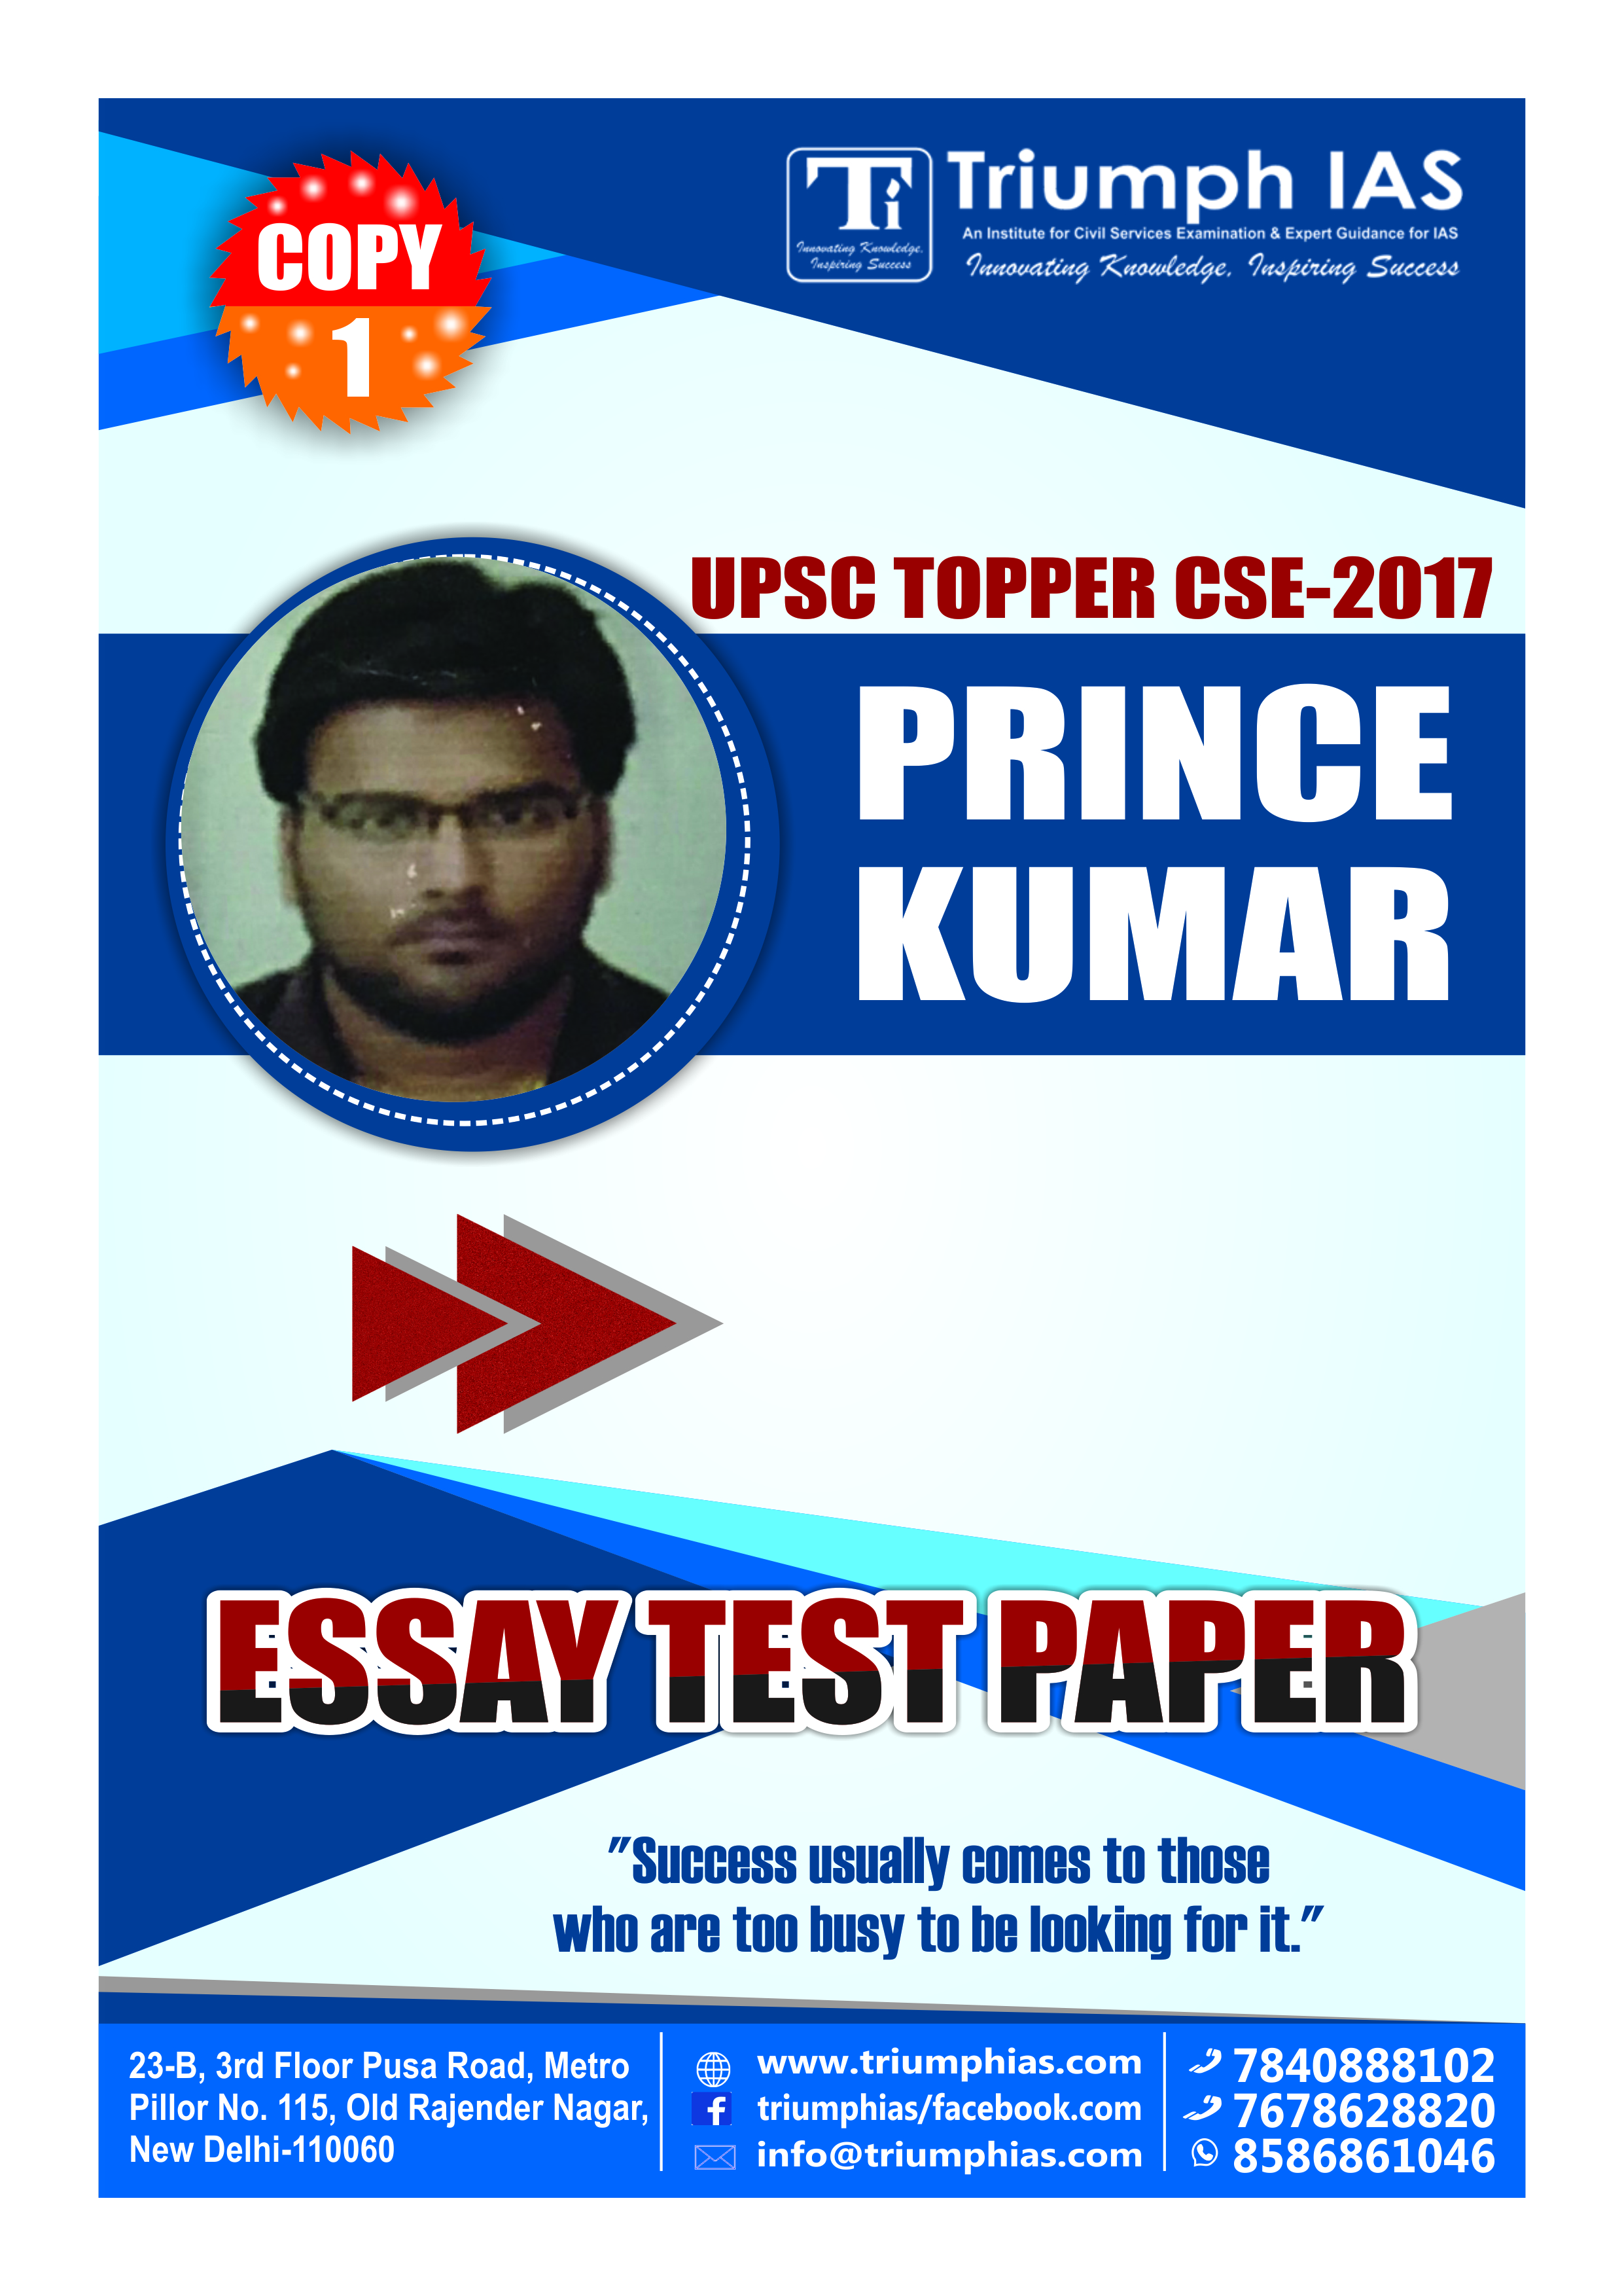 COPY
1
Ti
Innovating Knowledge,
Inspiring Success
Triumph IAS
An Institute for Civil Services Examination & Expert Guidance for IAS
Innovating Knowledge, Inspiring Success
UPSC TOPPER CSE-2017
PRINCE
KUMAR
ESSAY TEST PAPER
"Success usually comes to those
who are too busy to be looking for it."
23-B, 3rd Floor Pusa Road, Metro
Pillor No. 115, Old Rajender Nagar,
New Delhi-110060
www.triumphias.com
f triumphias/facebook.com
info@triumphias.com
7840888102
7678628820
8586861046